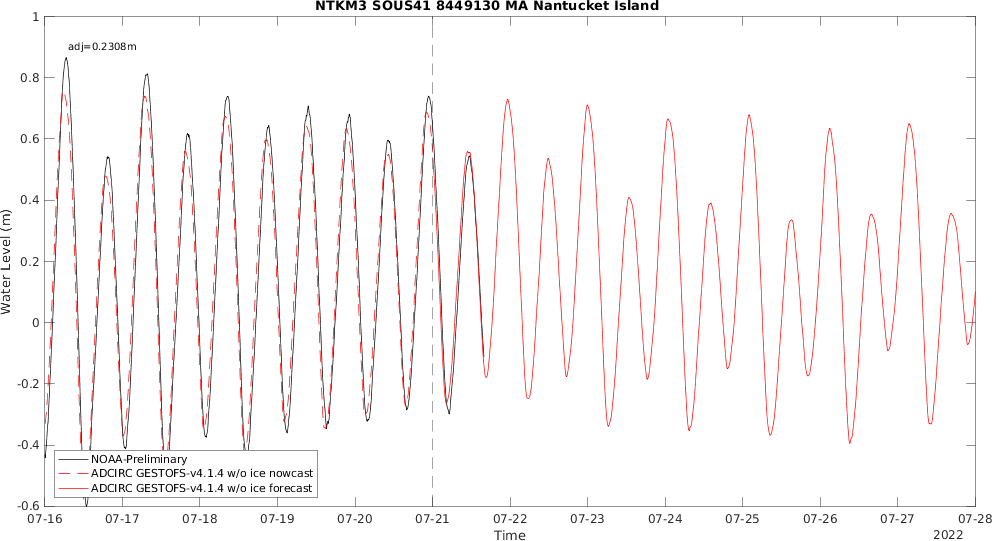 NTKM3 SOUS41 8449130 MA Nantucket Island
adj=0.2308m
1
0.8
0.6
0.4
0.2
0
-0.2
-0.4
-0.6
Water Level (m)
NOAA-Preliminary
ADCIRC GESTOFS-v4.1.4 w/o ice nowcast
ADCIRC GESTOFS-v4.1.4 w/o ice forecast
07-16 07-17 07-18 07-19 07-20 07-21 07-22 07-23 07-24 07-25 07-26 07-27 07-28
Time
2022